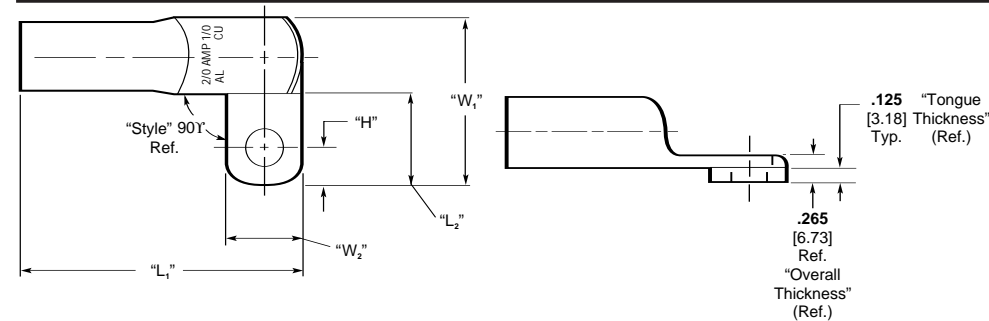 2/0 AMP 1/0
CU
AL
“Style” 90ϒ
Ref.
“H”
“W₁”
“L₂”
“W₂”
“L₁”
.125 “Tongue
[3.18] Thickness”
Typ. (Ref.)
.265
[6.73]
Ref.
“Overall
Thickness”
(Ref.)